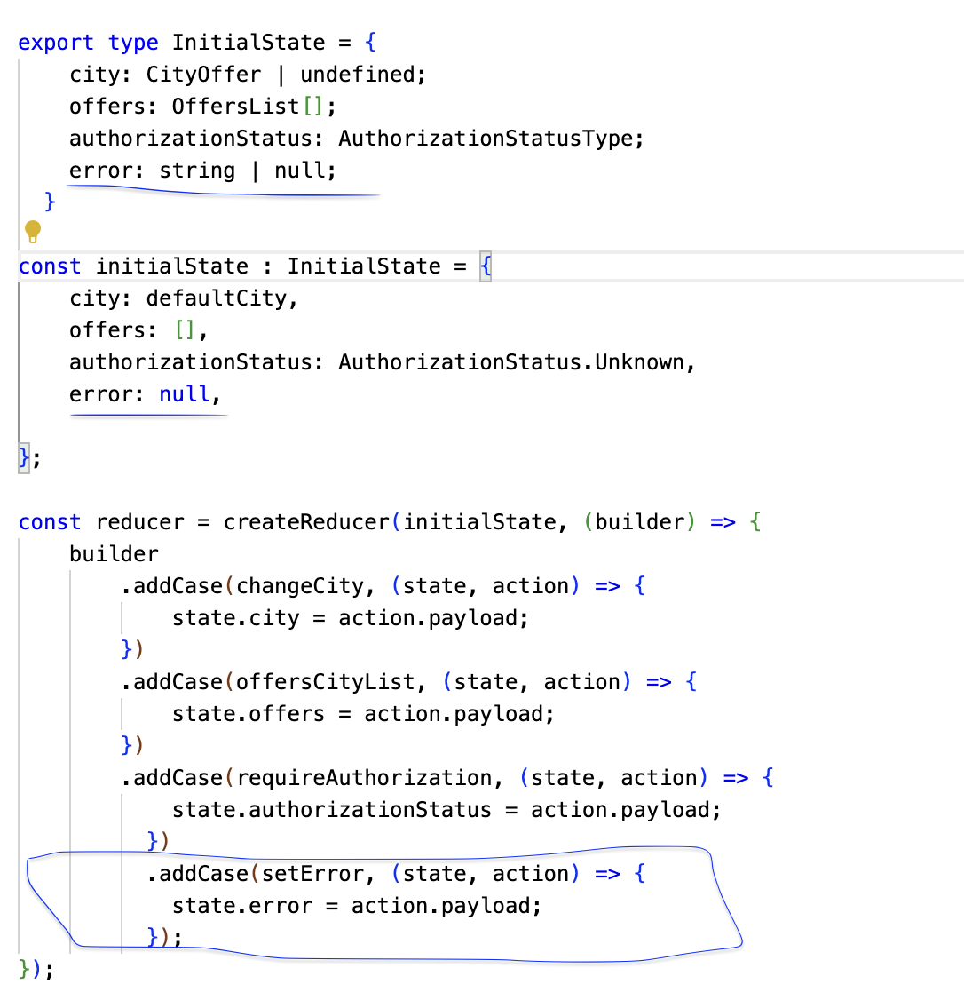 export type InitialState = {
city: CityOffer | undefined;
offers: OffersList[];
authorizationStatus: AuthorizationStatusType;
error: string | null;
}
const initialState : InitialState = {
city: defaultCity,
offers: [],
authorizationStatus: AuthorizationStatus.Unknown,
error: null,
};
const reducer = createReducer(initialState, (builder) => {
builder
.addCase(changeCity, (state, action) => {
state.city = action.payload;
})
.addCase(offersCityList, (state, action) => {
state.offers = action.payload;
})
.addCase(requireAuthorization, (state, action) => {
state.authorizationStatus = action.payload;
})
.addCase(setError, (state, action) => {
state.error = action.payload;
});
});